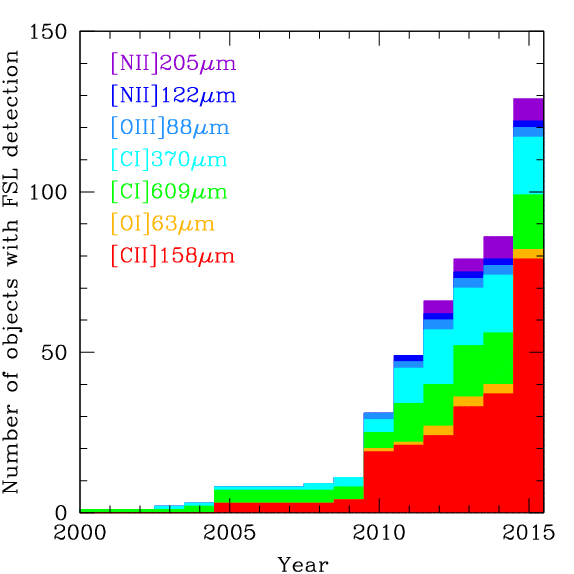 150
[NII]205μm
[NII]122μm
[OIII]88μm
[CI]370μm
[CI]609μm
[OI]63μm
[CII]158μm
100
50
0
Number of objects with FSL detection
2000 2005 2010 2015
Year